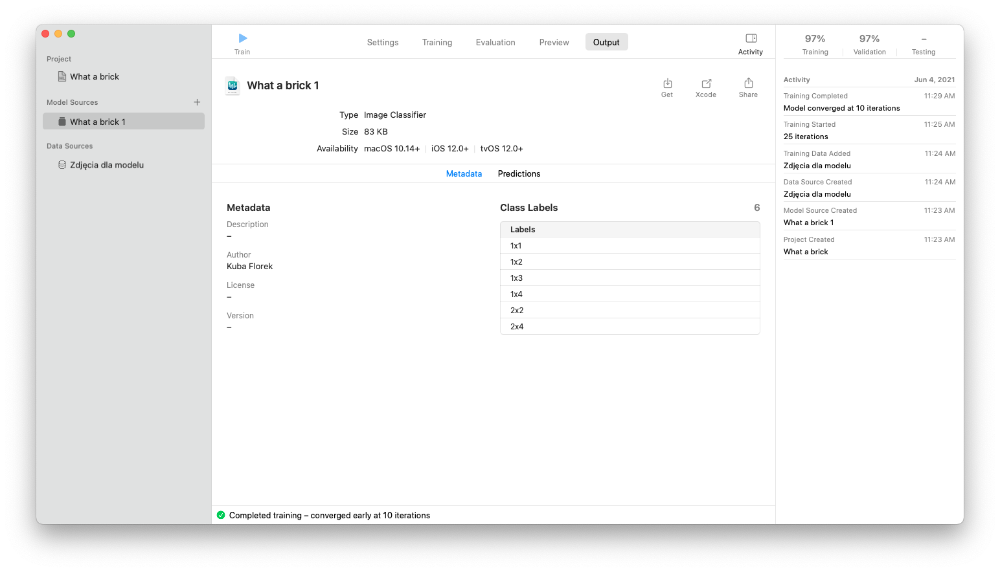 Project
What a brick
Model Sources
What a brick 1
Data Sources
Zdjęcia dla modelu
Train
Settings
Training
Evaluation
Preview
Output
Activity
What a brick 1
Get
Xcode
Share
Type Image Classifier
Size 83 KB
Availability macOS 10.14+ iOS 12.0+ tvOS 12.0+
Metadata
Predictions
Metadata
Description
–
Author
Kuba Florek
License
–
Version
–
Class Labels 6
Labels
1x1
1x2
1x3
1x4
2x2
2x4
Completed training – converged early at 10 iterations
97% 97% –
Training Validation Testing
Activity Jun 4, 2021
Training Completed 11:29 AM
Model converged at 10 iterations
Training Started 11:25 AM
25 iterations
Training Data Added 11:24 AM
Zdjęcia dla modelu
Data Source Created 11:24 AM
Zdjęcia dla modelu
Model Source Created 11:23 AM
What a brick 1
Project Created 11:23 AM
What a brick